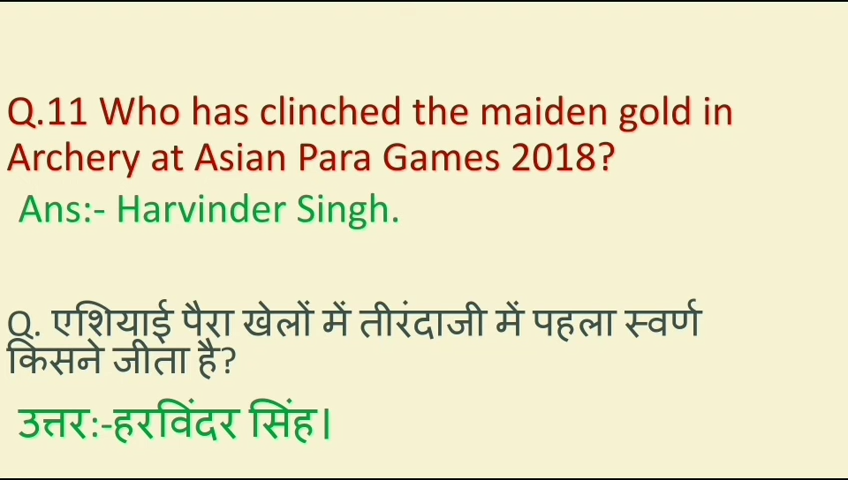 Q.11 Who has clinched the maiden gold in
Archery at Asian Para Games 2018?
Ans:- Harvinder Singh.
Q. एशियाई पैरा खेलों में तीरंदाजी में पहला स्वर्ण
किसने जीता है?
उत्तर:-हरविंदर सिंह।